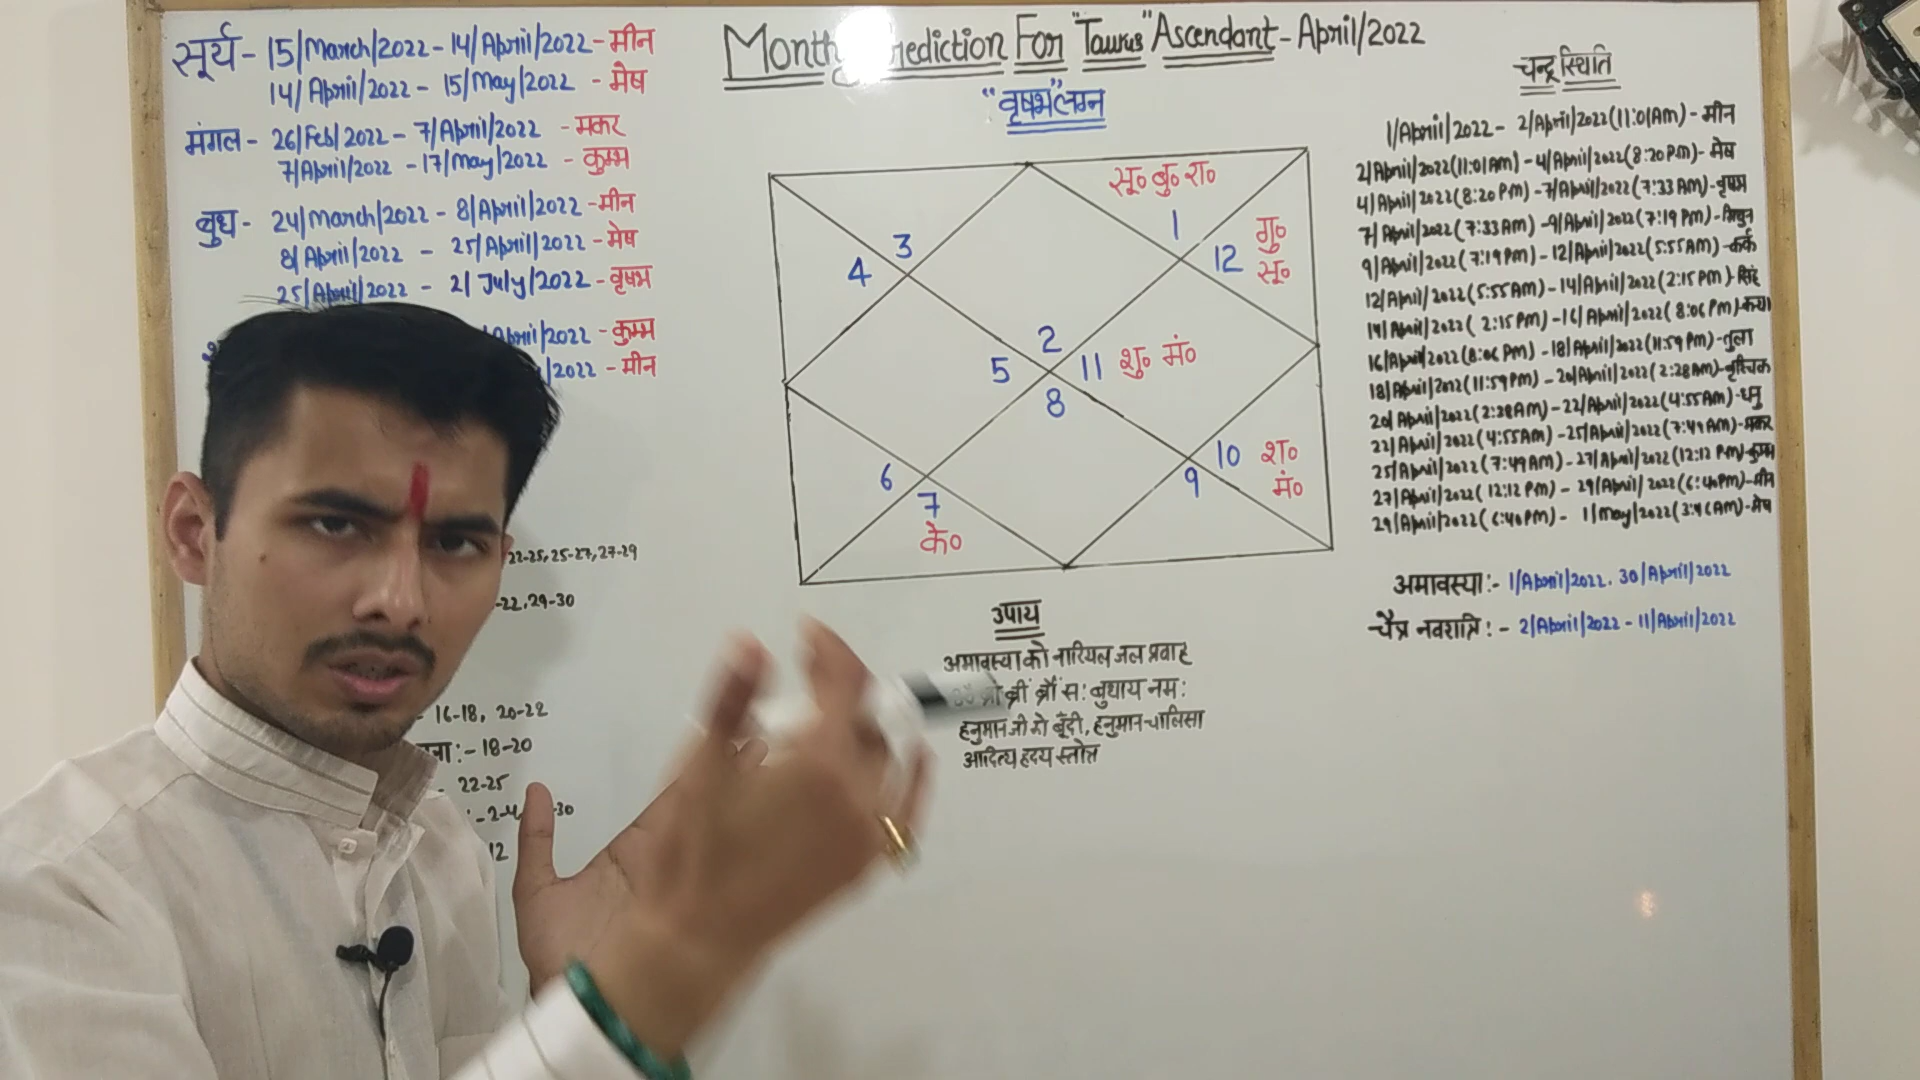 सूर्य - 15/March/2022 - 14/April/2022 - मीन
14/April/2022 - 15/May/2022 - मेष
मंगल - 26/Feb/2022 - 7/April/2022 - मकर
7/April/2022 - 17/May/2022 - कुम्भ
बुध - 24/March/2022 - 8/April/2022 - मीन
8/April/2022 - 25/April/2022 - मेष
25/April/2022 - 2/July/2022 - वृषभ
April/2022 - कुम्भ
/2022 - मीन
22-25, 25-27, 27-29
-22, 29-30
- 16-18, 20-22
:- 18-20
- 22-25
:- 2-4, -30
12
Month Prediction For "Taurus" Ascendant - April/2022
"वृषभ" लग्न
सू० बु० रा०
1
गु०
12
सू०
3
4
2
5
11 शु० मं०
8
6
7
के०
10 श०
9
मं०
उपाय
अमावस्या को नारियल जल प्रवाह
ब्रीं ब्रौं स: बुधाय नम:
हनुमान जी को बूँदी, हनुमान चालिसा
आदित्य हृदय स्तोत्र
चन्द्र स्थिति
1/April/2022 - 2/April/2022 (11:01AM) - मीन
2/April/2022 (11:01AM) - 4/April/2022 (8:20PM) - मेष
4/April/2022 (8:20PM) - 7/April/2022 (7:33AM) - वृषभ
7/April/2022 (7:33AM) - 9/April/2022 (7:19PM) - मिथुन
9/April/2022 (7:19PM) - 12/April/2022 (5:55AM) - कर्क
12/April/2022 (5:55AM) - 14/April/2022 (2:15PM) - सिंह
14/April/2022 (2:15PM) - 16/April/2022 (8:06PM) - कन्या
16/April/2022 (8:06PM) - 18/April/2022 (11:59PM) - तुला
18/April/2022 (11:59PM) - 20/April/2022 (2:28AM) - वृश्चिक
20/April/2022 (2:28AM) - 22/April/2022 (4:55AM) - धनु
22/April/2022 (4:55AM) - 25/April/2022 (7:49AM) - मकर
25/April/2022 (7:49AM) - 27/April/2022 (12:12PM) - कुम्भ
27/April/2022 (12:12PM) - 29/April/2022 (6:40PM) - मीन
29/April/2022 (6:40PM) - 1/May/2022 (3:46AM) - मेष
अमावस्या :- 1/April/2022. 30/April/2022
चैत्र नवरात्रि :- 2/April/2022 - 11/April/2022